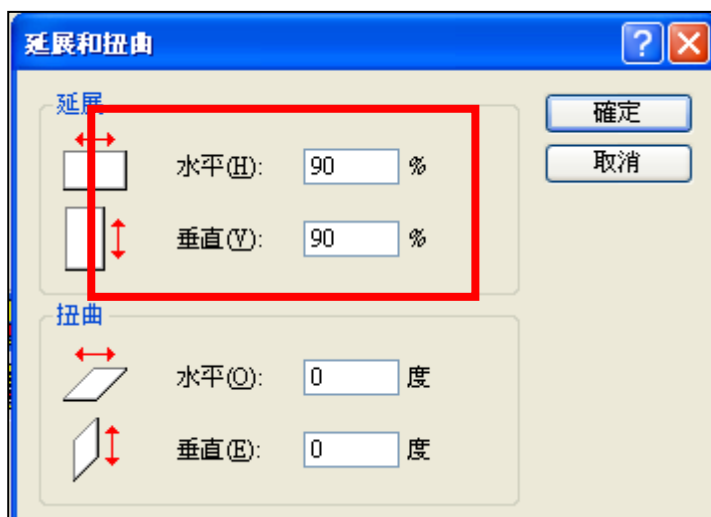 延展和扭曲
延展
水平(H): 90 %
垂直(V): 90 %
扭曲
水平(O): 0 度
垂直(E): 0 度
確定
取消